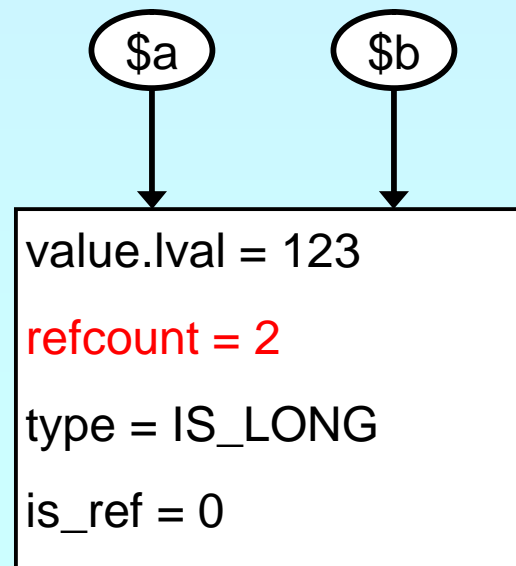 $a $b
value.lval = 123
refcount = 2
type = IS_LONG
is_ref = 0